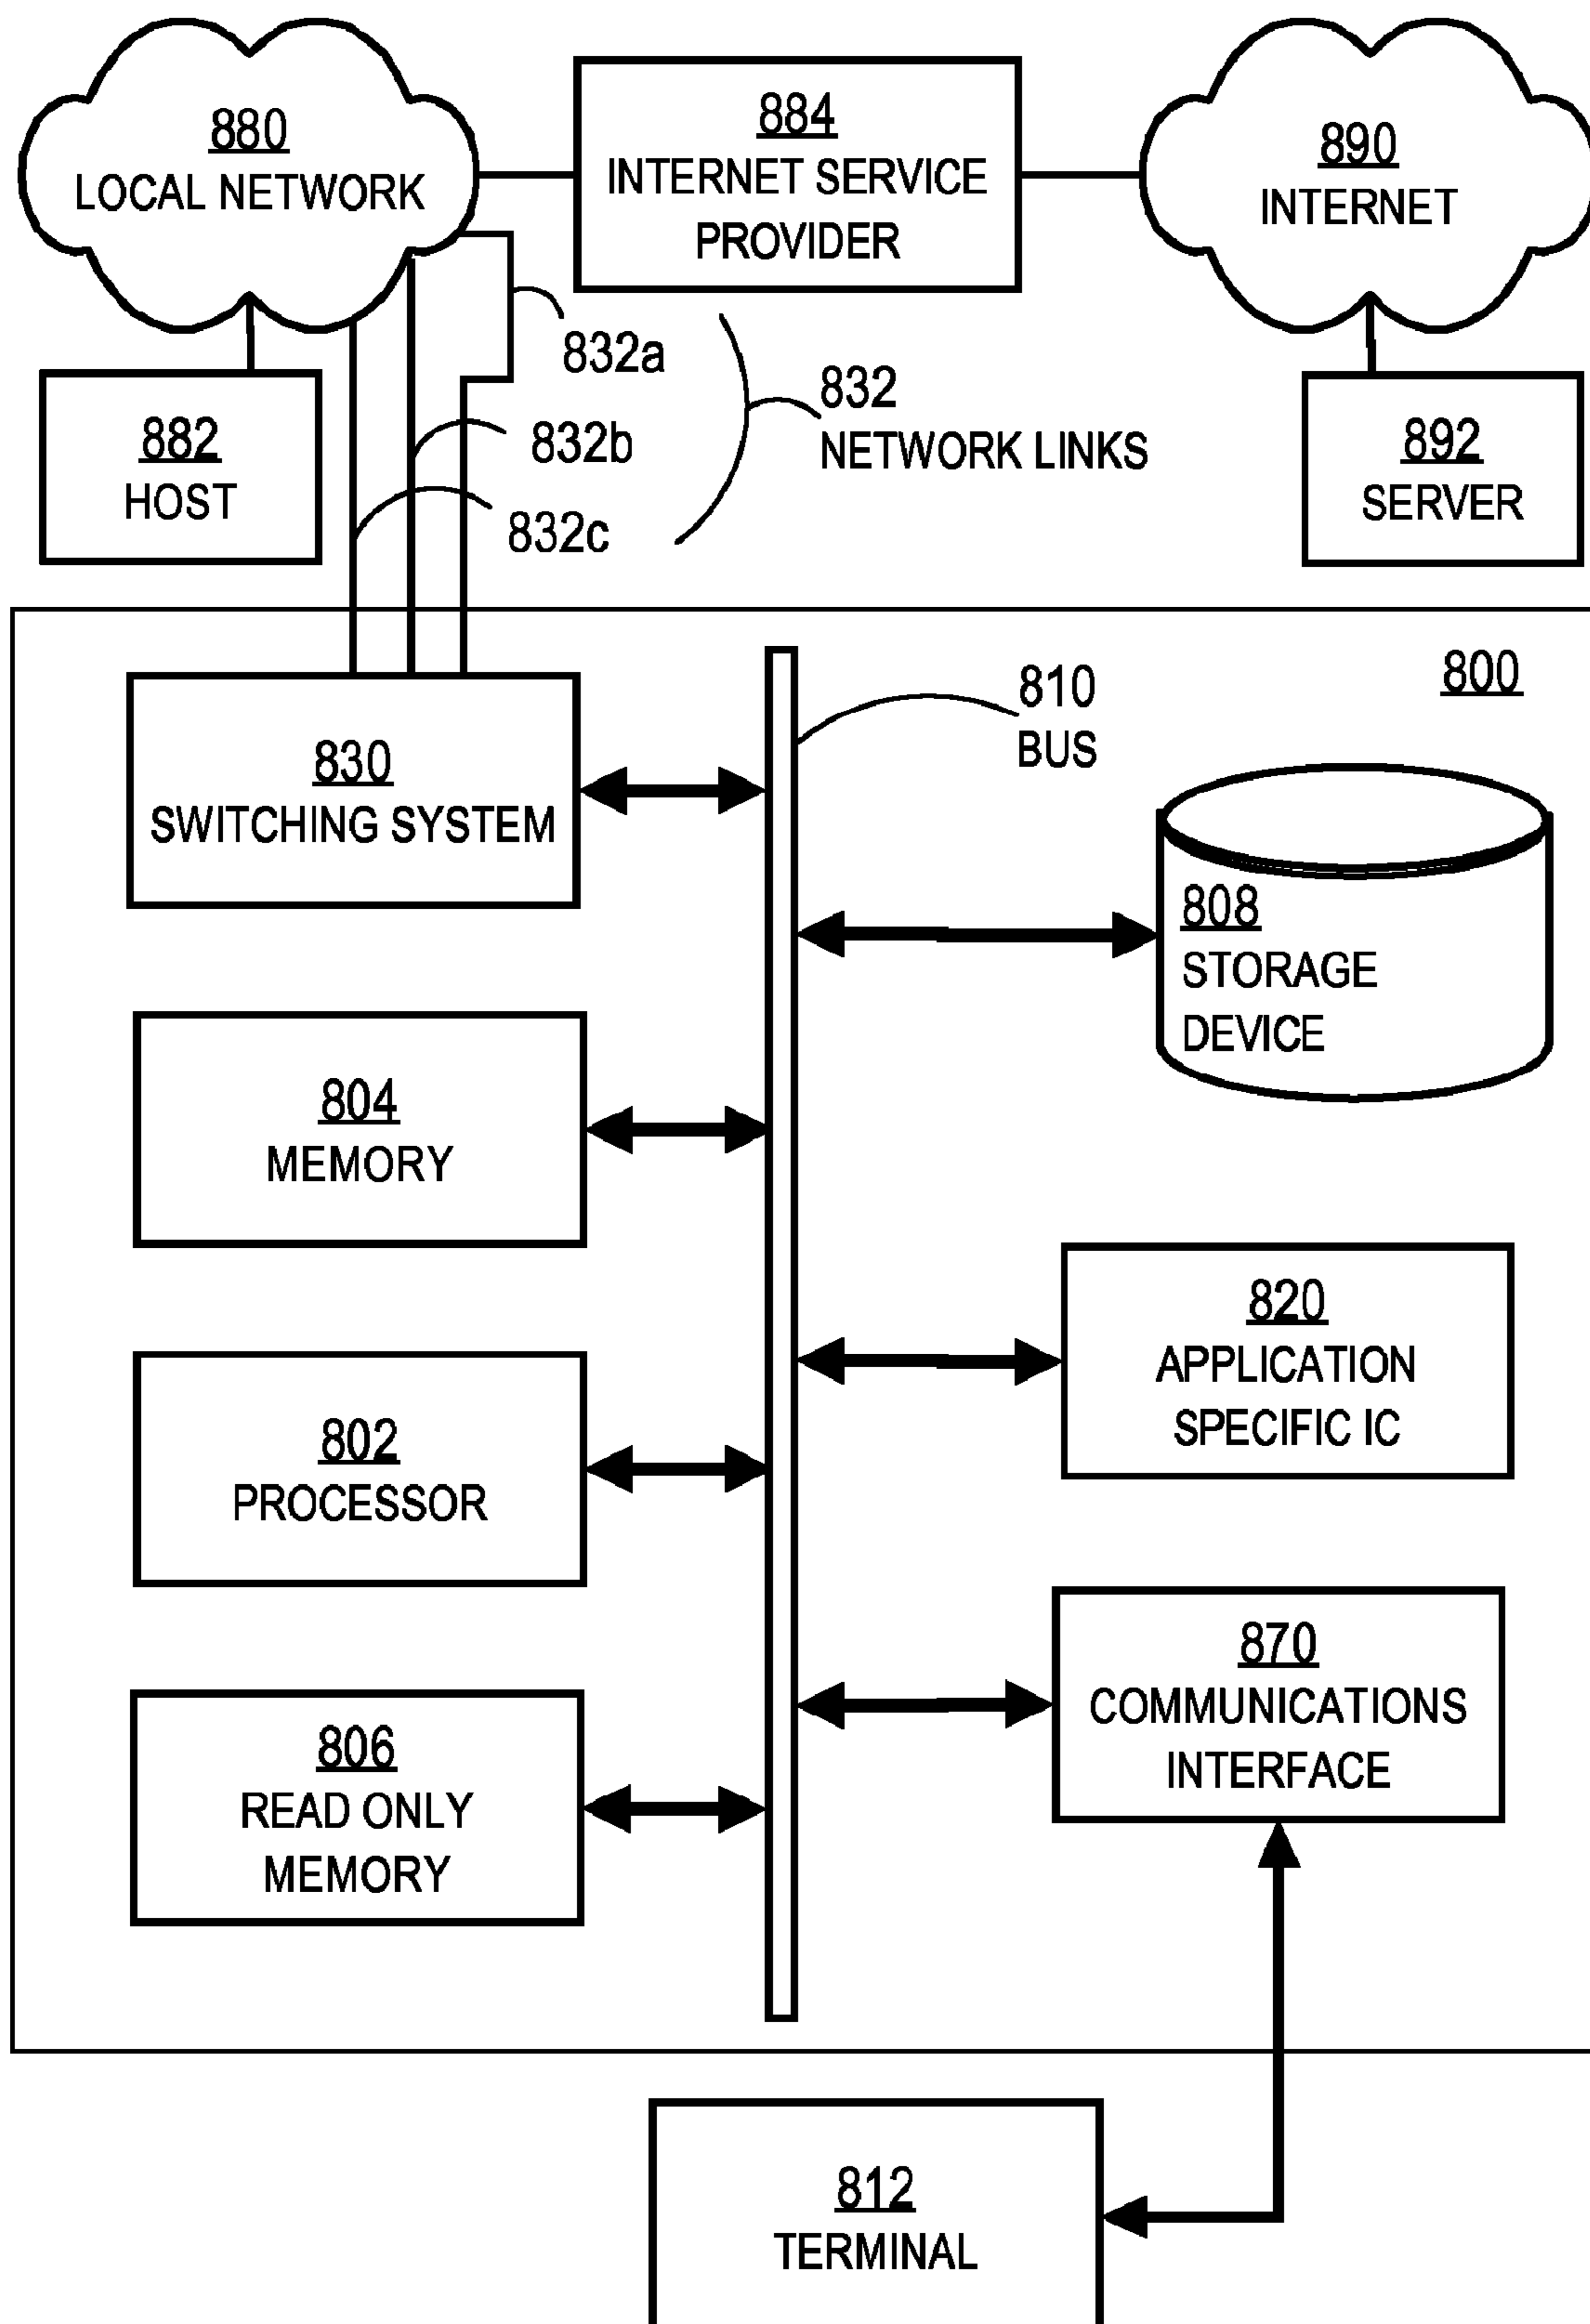 880
LOCAL NETWORK
884
INTERNET SERVICE
PROVIDER
890
INTERNET
832a
832
NETWORK LINKS
832b
832c
882
HOST
892
SERVER
800
810
BUS
830
SWITCHING SYSTEM
808
STORAGE
DEVICE
804
MEMORY
820
APPLICATION
SPECIFIC IC
802
PROCESSOR
870
COMMUNICATIONS
INTERFACE
806
READ ONLY
MEMORY
812
TERMINAL